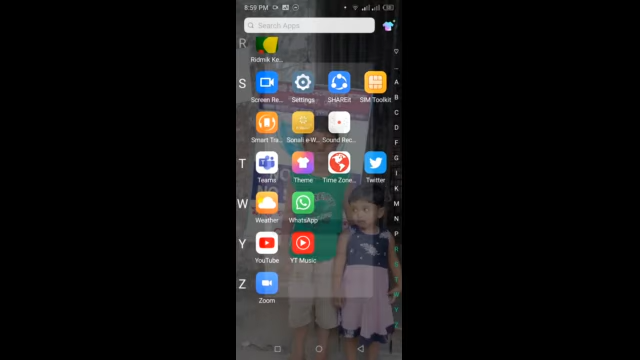 8:59 PM
Search Apps
R
Ridmik Ke..
S
Screen Re..
Settings
SHAREit
SIM Toolkit
Smart Tra..
Sonali e-W..
Sound Rec..
T
Teams
Theme
Time Zone..
Twitter
W
Weather
WhatsApp
Y
YouTube
YT Music
Z
Zoom
A
B
C
D
F
G
I
K
M
N
P